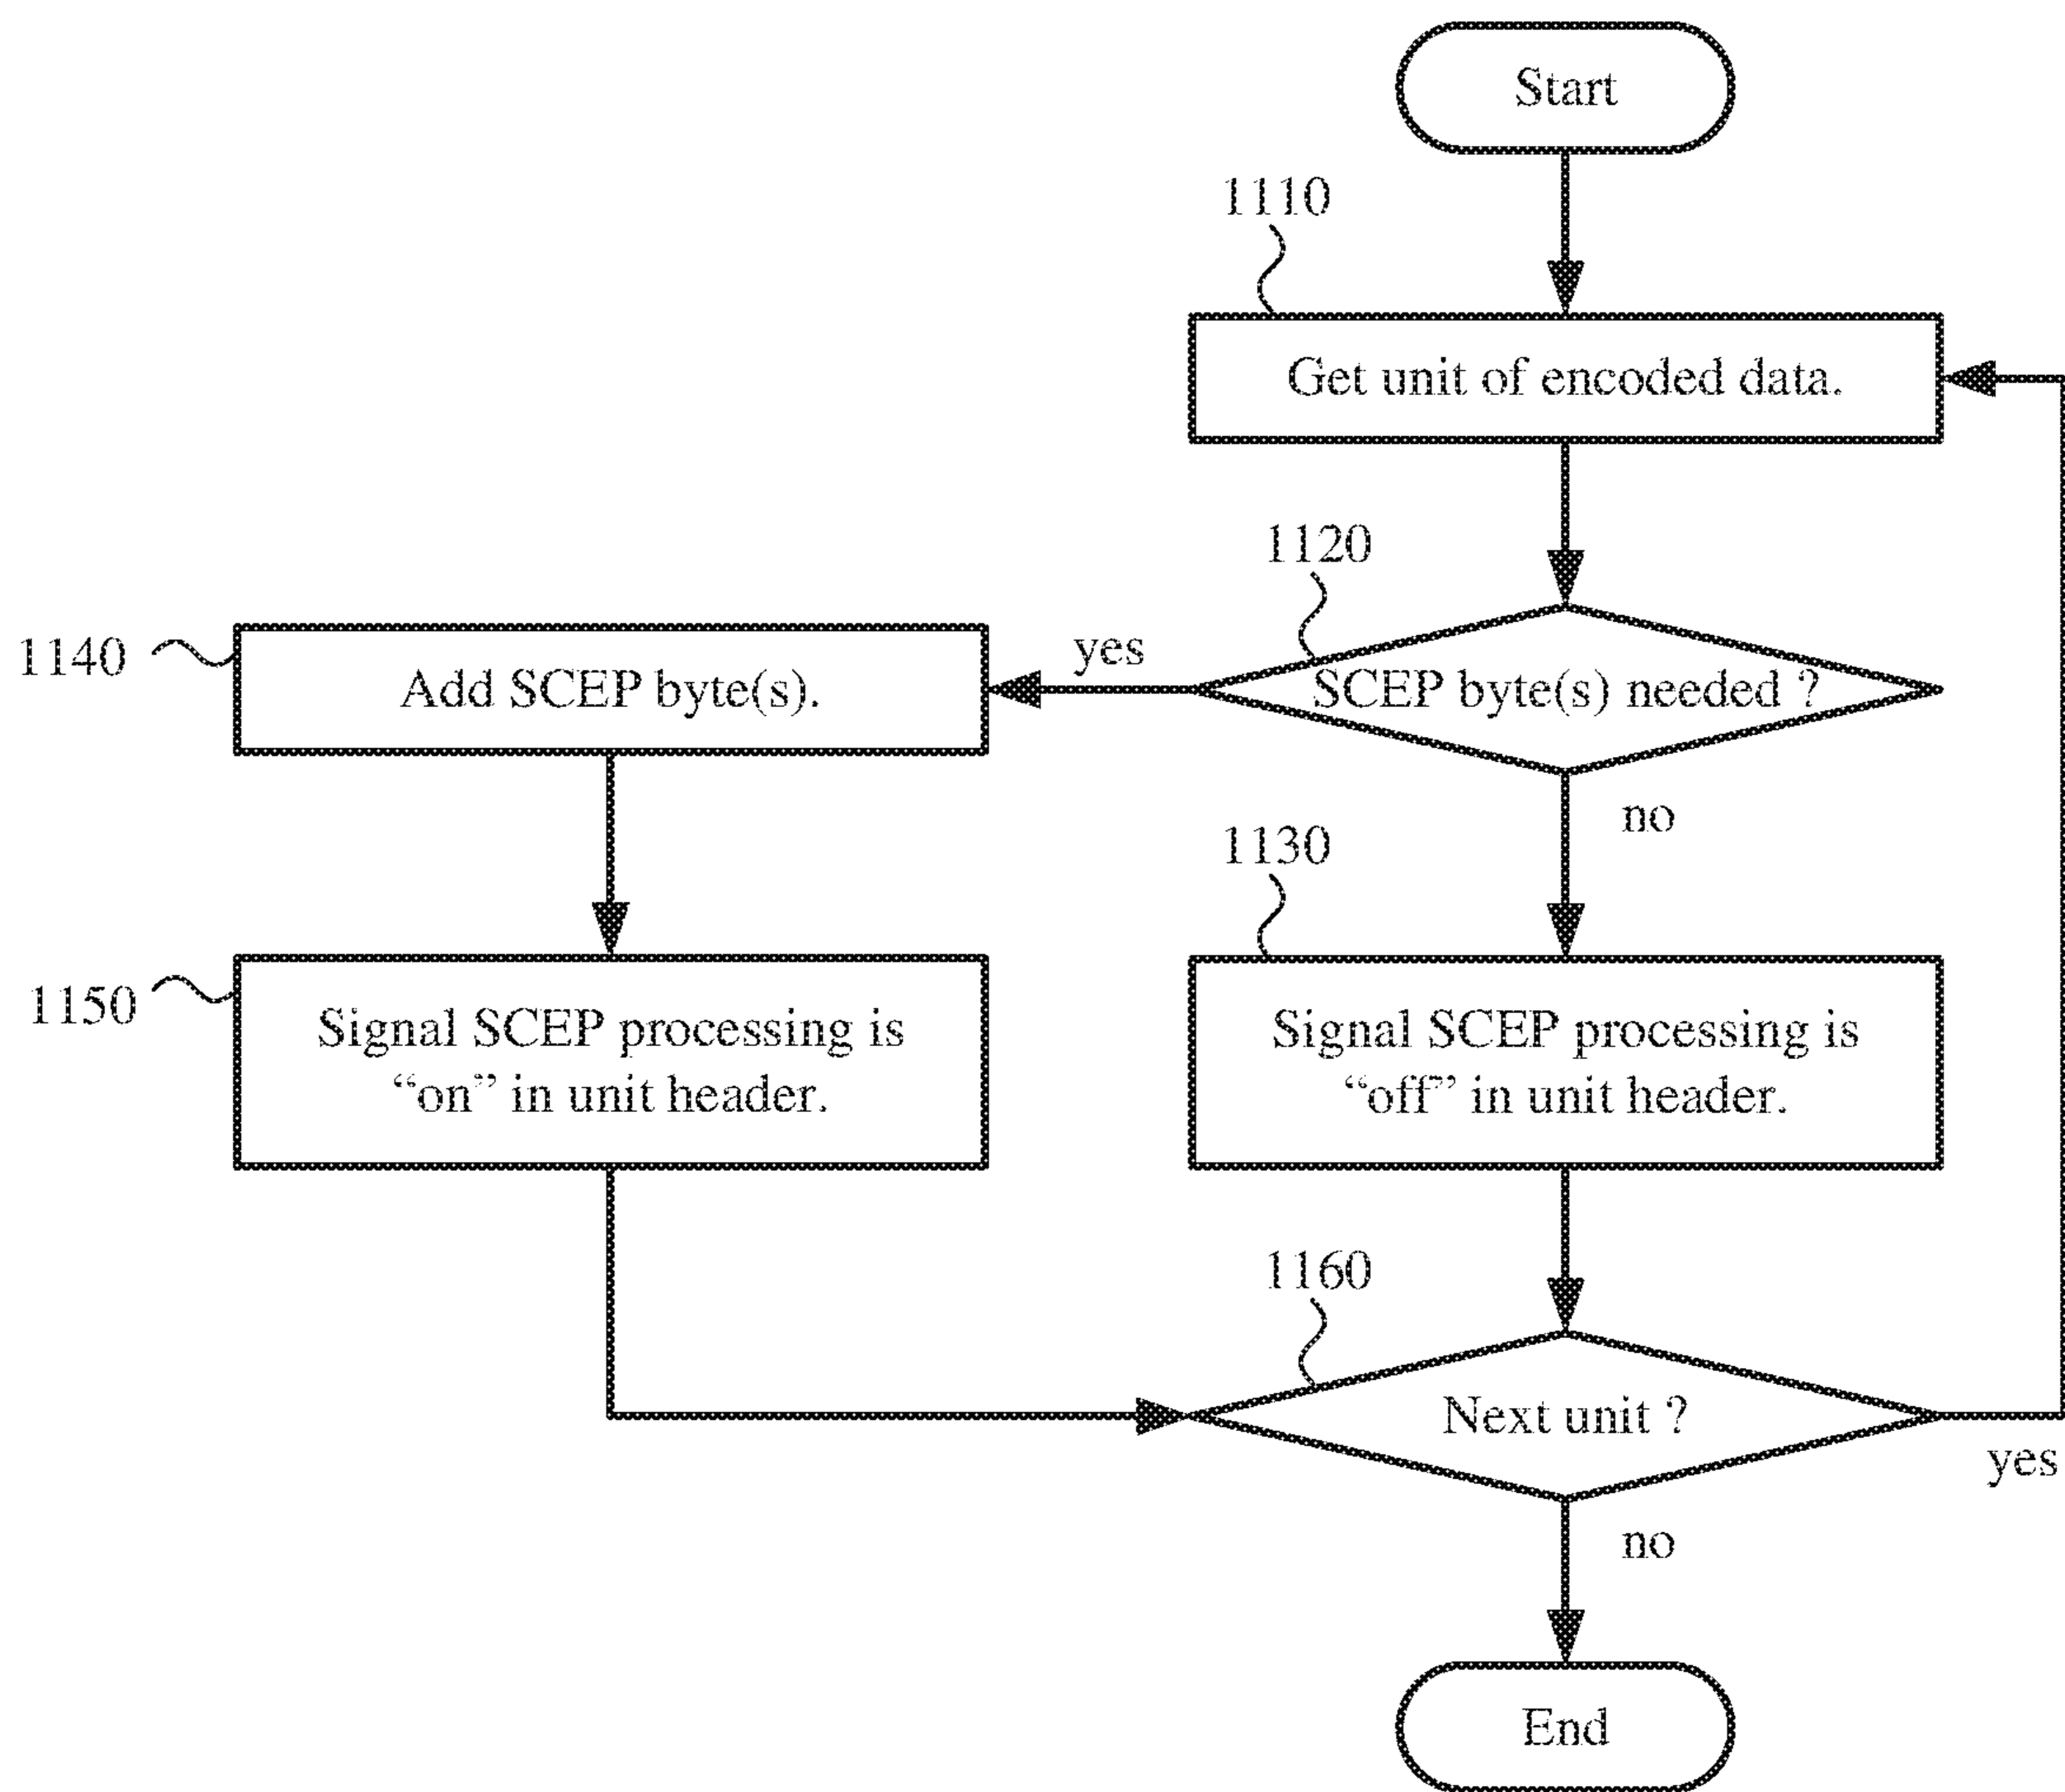 Start
1110
Get unit of encoded data.
1120
1140
Add SCEP byte(s).
yes
SCEP byte(s) needed ?
no
1130
1150
Signal SCEP processing is
“on” in unit header.
Signal SCEP processing is
“off” in unit header.
1160
Next unit ?
yes
no
End